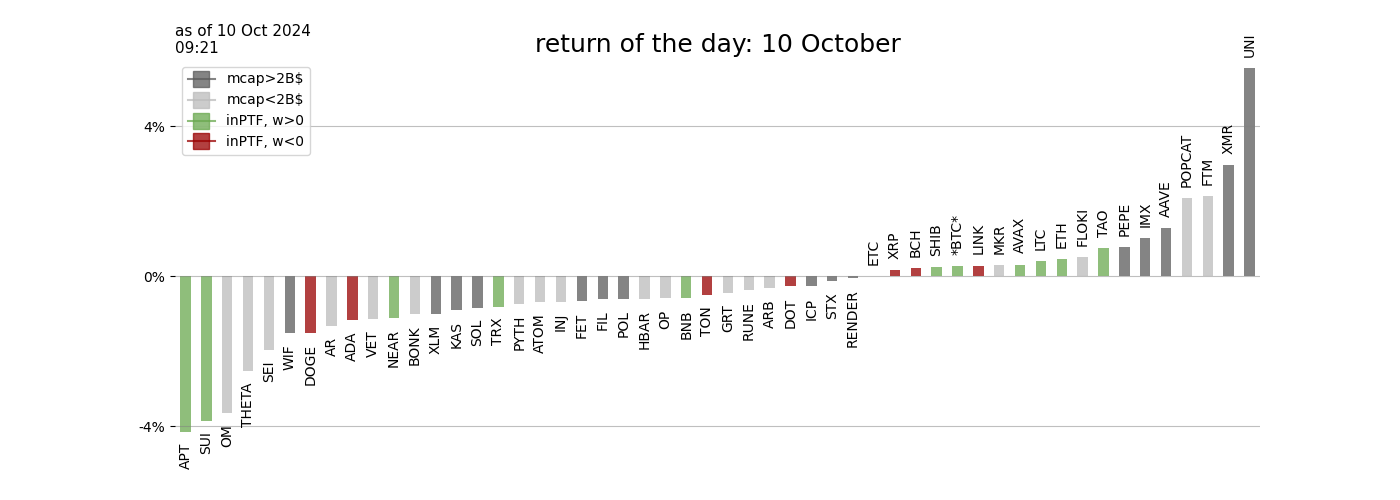 as of 10 Oct 2024
09:21
return of the day: 10 October
mcap>2B$
mcap<2B$
inPTF, w>0
inPTF, w<0
4%
0%
-4%
APT
SUI
OM
THETA
SEI
WIF
DOGE
AR
ADA
VET
NEAR
BONK
XLM
KAS
SOL
TRX
PYTH
ATOM
INJ
FET
FIL
POL
HBAR
OP
BNB
TON
GRT
RUNE
ARB
DOT
ICP
STX
RENDER
ETC
XRP
BCH
SHIB
*BTC*
LINK
MKR
AVAX
LTC
ETH
FLOKI
TAO
PEPE
IMX
AAVE
POPCAT
FTM
XMR
UNI